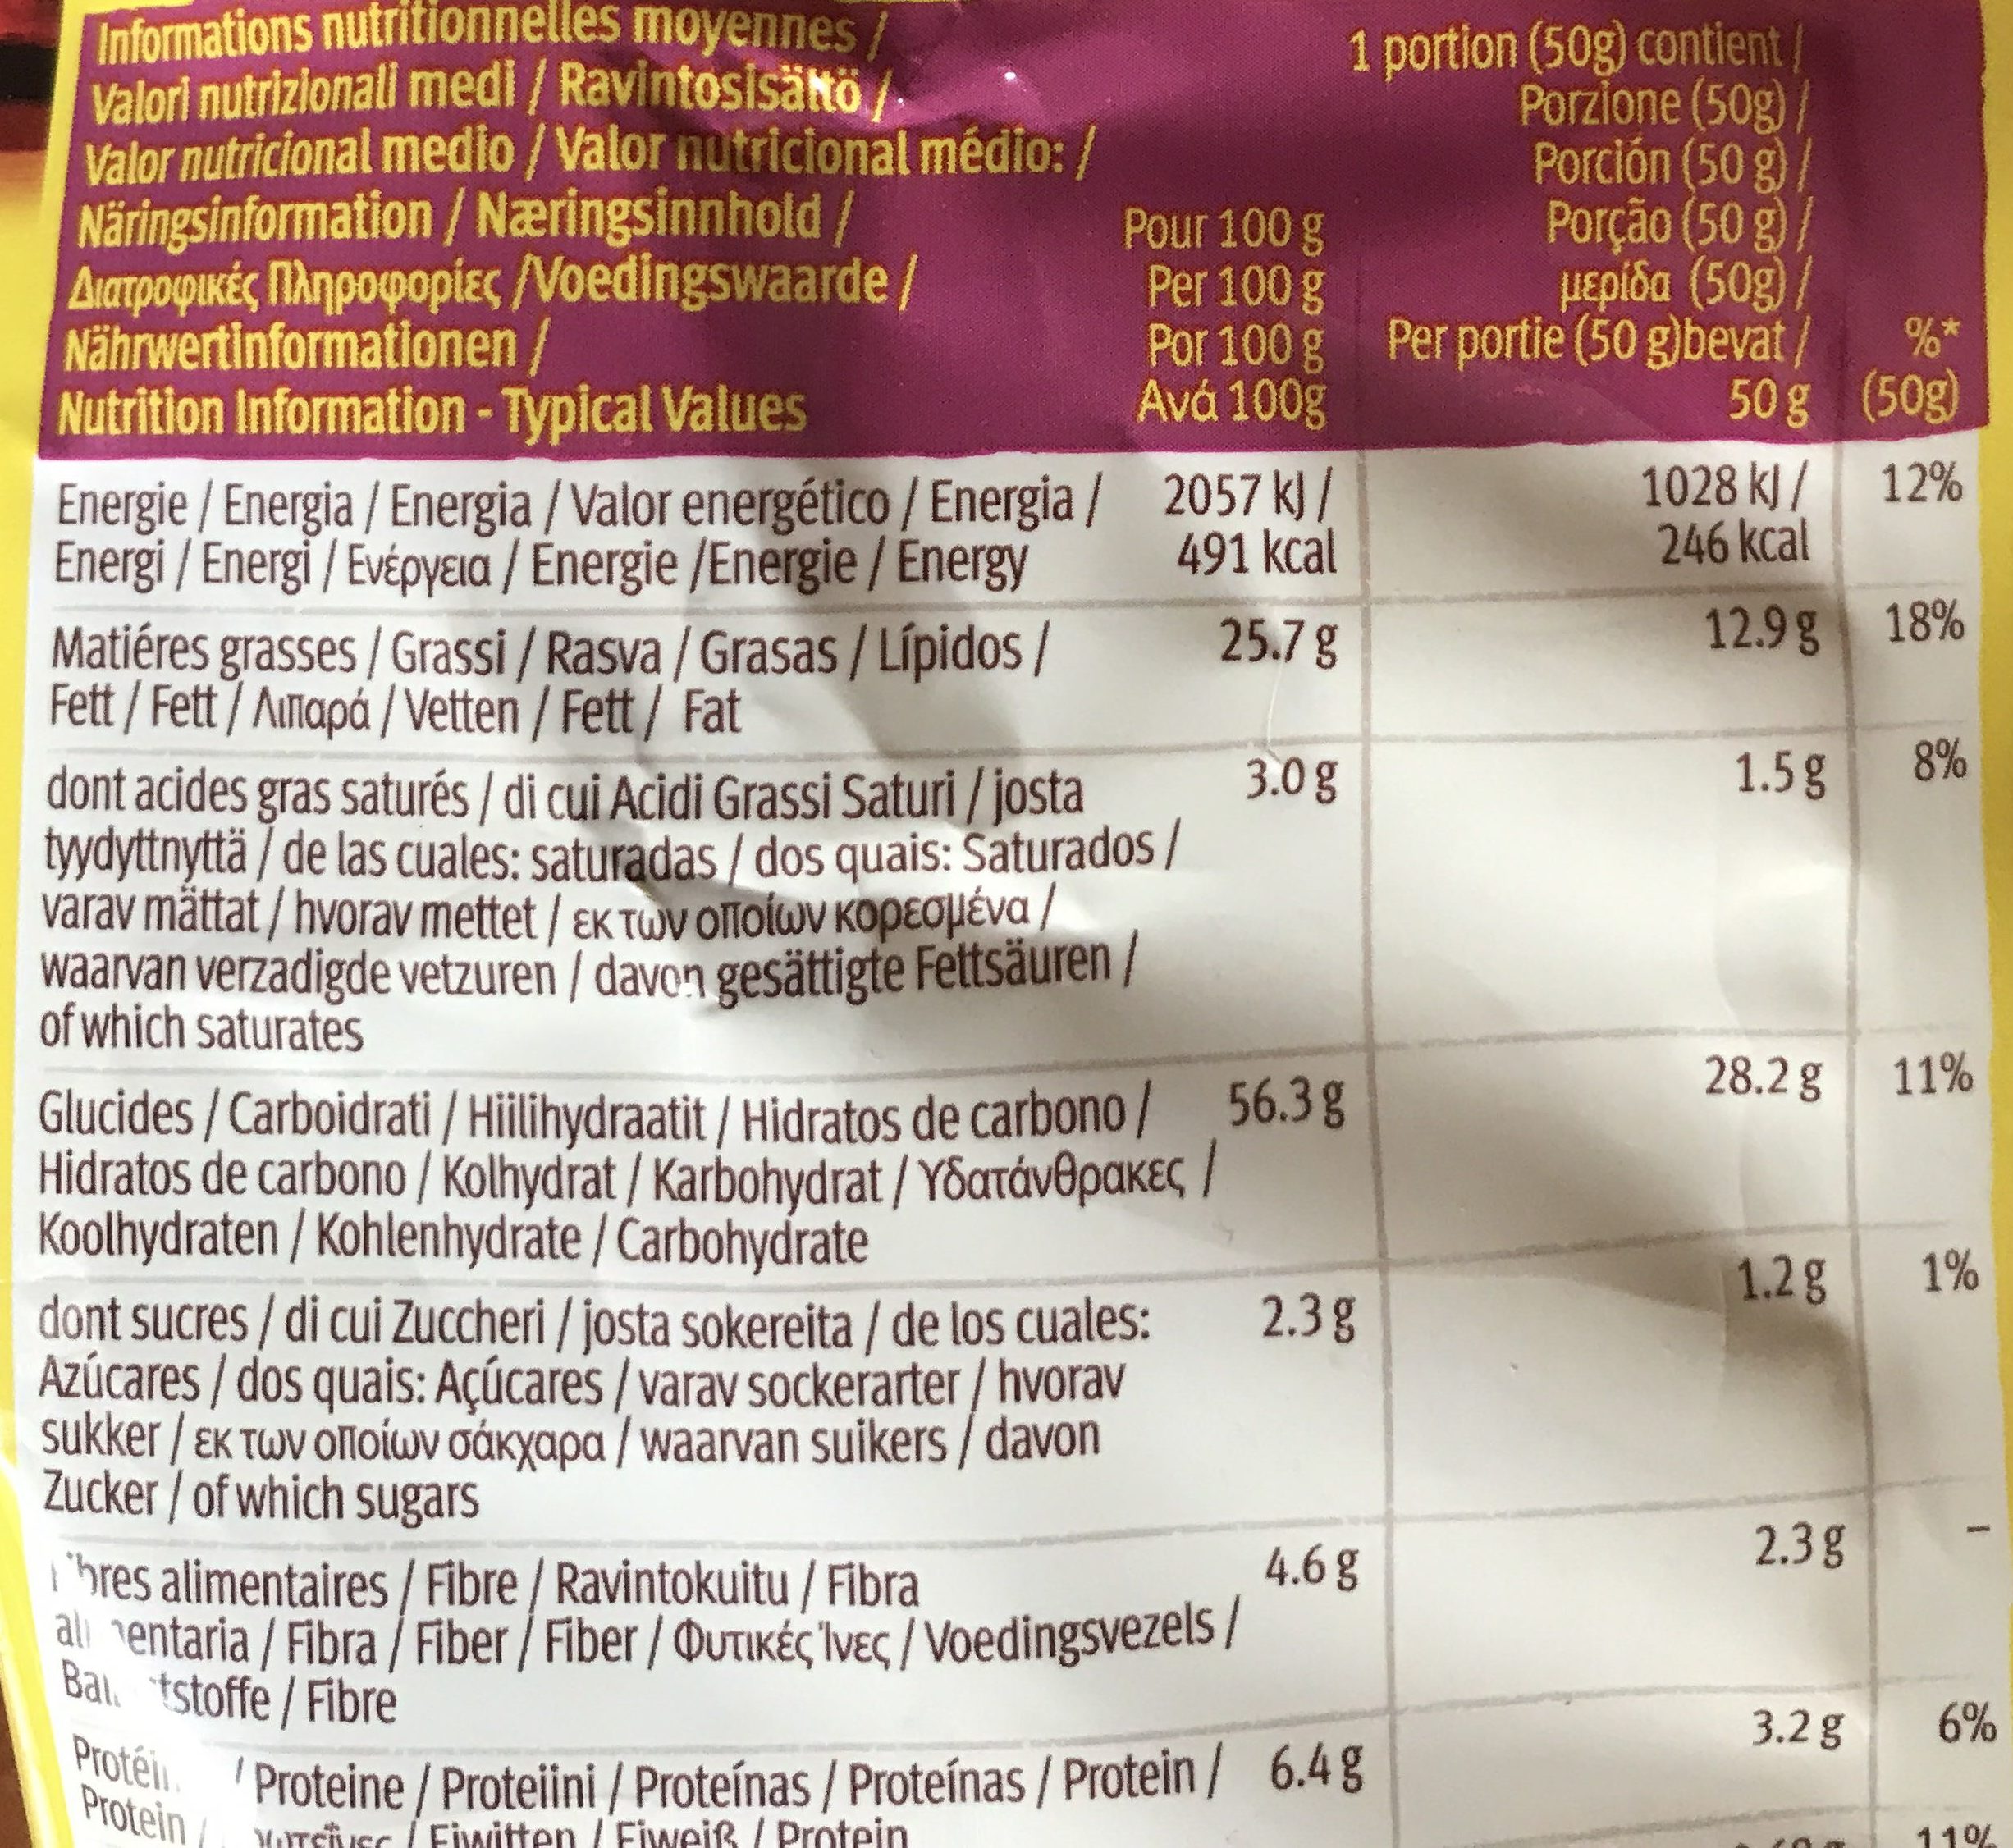 Informations nutritionnelles moyennes /
Valori nutrizionali medi / Ravintosisältö /
Valor nutricional medio / Valor nutricional médio: /
Näringsinformation / Næringsinnhold /
Διατροφικές Πληροφορίες /Voedingswaarde /
Nährwertinformationen /
Nutrition Information - Typical Values
Pour 100 g
Per 100 g
Por 100 g
Ανά 100g
1 portion (50g) contient /
Porzione (50g) /
Porción (50 g) /
Porção (50 g) /
μερίδα (50g) /
Per portie (50 g)bevat /
50 g
%*
(50g)
Energie / Energia / Energia / Valor energético / Energia / 2057 kJ / 1028 kJ / 12%
Energi / Energi / Ενέργεια / Energie /Energie / Energy 491 kcal 246 kcal
Matiéres grasses / Grassi / Rasva / Grasas / Lípidos / 25.7 g 12.9 g 18%
Fett / Fett / Λιπαρά / Vetten / Fett / Fat
dont acides gras saturés / di cui Acidi Grassi Saturi / josta 3.0 g 1.5 g 8%
tyydyttnyttä / de las cuales: saturadas / dos quais: Saturados /
varav mättat / hvorav mettet / εκ των οποίων κορεσμένα /
waarvan verzadigde vetzuren / davon gesättigte Fettsäuren /
of which saturates
Glucides / Carboidrati / Hiilihydraatit / Hidratos de carbono / 56.3 g 28.2 g 11%
Hidratos de carbono / Kolhydrat / Karbohydrat / Υδατάνθρακες /
Koolhydraten / Kohlenhydrate / Carbohydrate
dont sucres / di cui Zuccheri / josta sokereita / de los cuales: 2.3 g 1.2 g 1%
Azúcares / dos quais: Açúcares / varav sockerarter / hvorav
sukker / εκ των οποίων σάκχαρα / waarvan suikers / davon
Zucker / of which sugars
alimentaires / Fibre / Ravintokuitu / Fibra 4.6 g 2.3 g –
/ Fibra / Fiber / Fiber / Φυτικές Ίνες / Voedingsvezels /
/ Fibre
/ Proteine / Proteiini / Proteínas / Proteínas / Protein / 6.4 g 3.2 g 6%
Protein / / Eiwitten / Eiweiß / Protein
11%